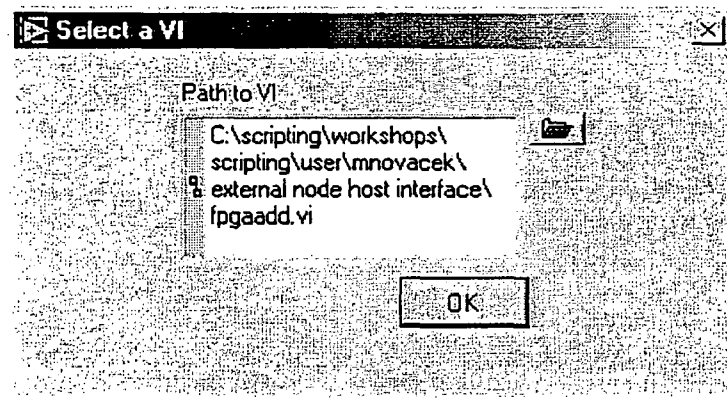 Select a VI
Path to VI
C:\scripting\workshops\
scripting\user\mnovacek\
external node host interface\
fpgaadd.vi
OK